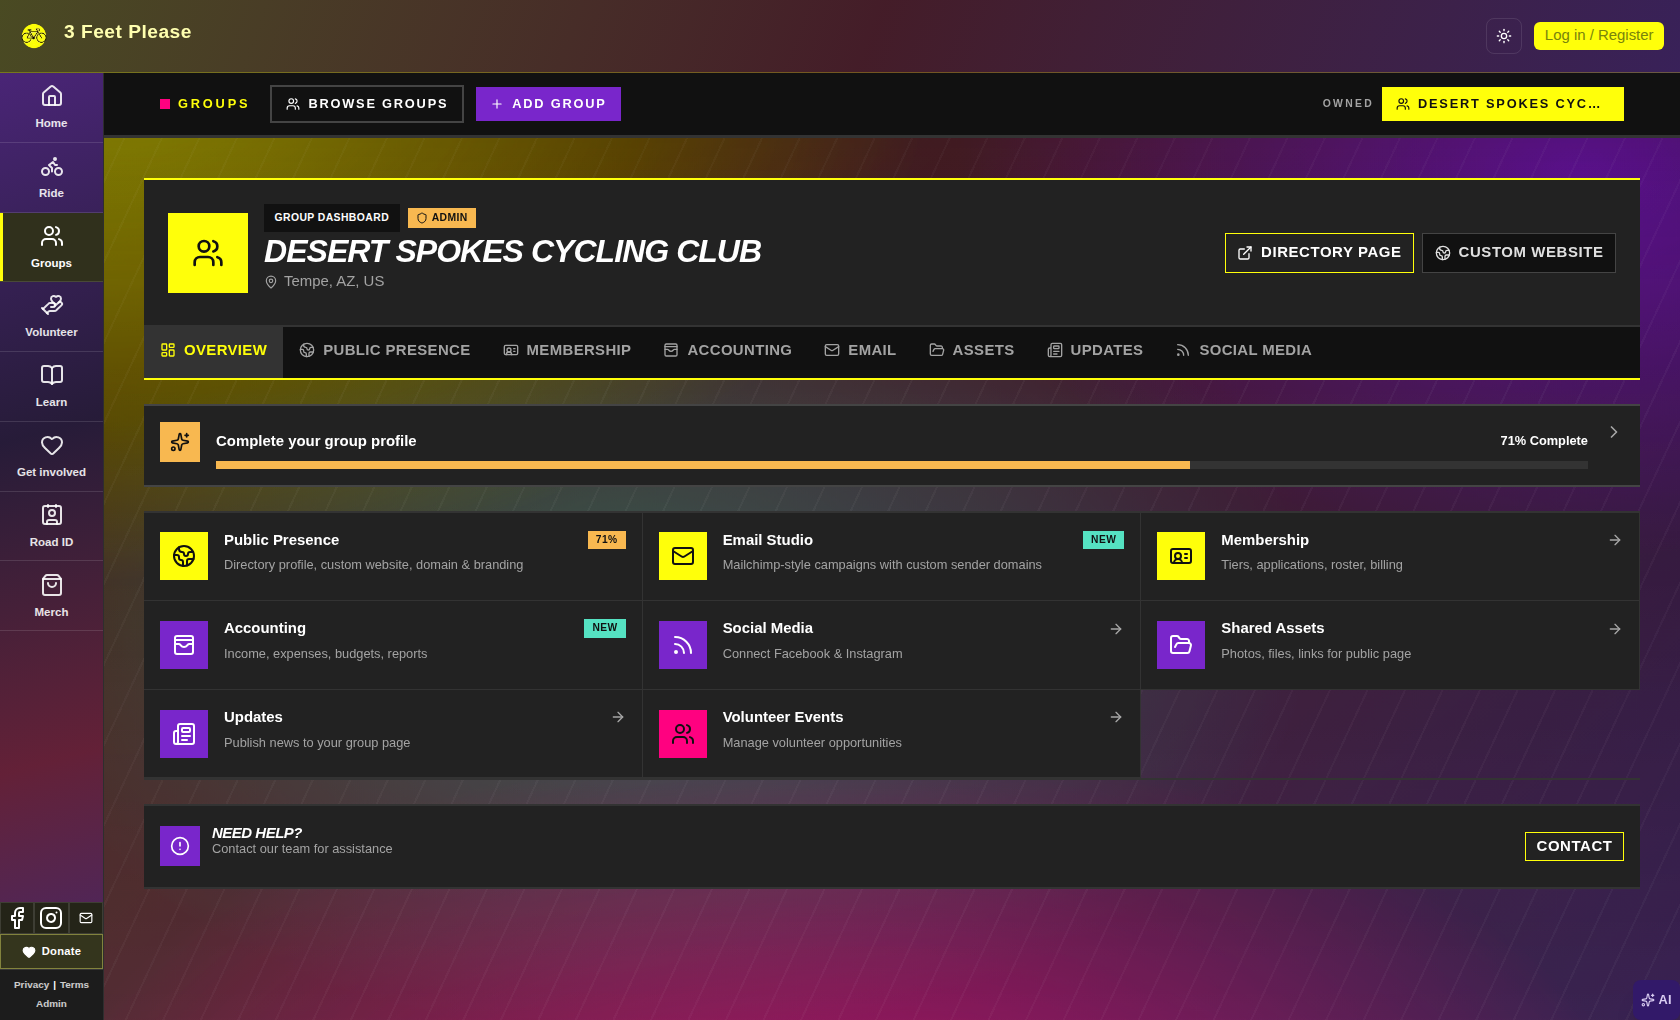 3 Feet Please
Log in / Register
Home
Ride
Groups
Volunteer
Learn
Get involved
Road ID
Merch
Donate
Privacy | Terms
Admin
GROUPS
BROWSE GROUPS
ADD GROUP
OWNED
DESERT SPOKES CYC...
GROUP DASHBOARD
ADMIN
DESERT SPOKES CYCLING CLUB
Tempe, AZ, US
DIRECTORY PAGE
CUSTOM WEBSITE
OVERVIEW
PUBLIC PRESENCE
MEMBERSHIP
ACCOUNTING
EMAIL
ASSETS
UPDATES
SOCIAL MEDIA
Complete your group profile
71% Complete
Public Presence
71%
Directory profile, custom website, domain & branding
Email Studio
NEW
Mailchimp-style campaigns with custom sender domains
Membership
Tiers, applications, roster, billing
Accounting
NEW
Income, expenses, budgets, reports
Social Media
Connect Facebook & Instagram
Shared Assets
Photos, files, links for public page
Updates
Publish news to your group page
Volunteer Events
Manage volunteer opportunities
NEED HELP?
Contact our team for assistance
CONTACT
AI